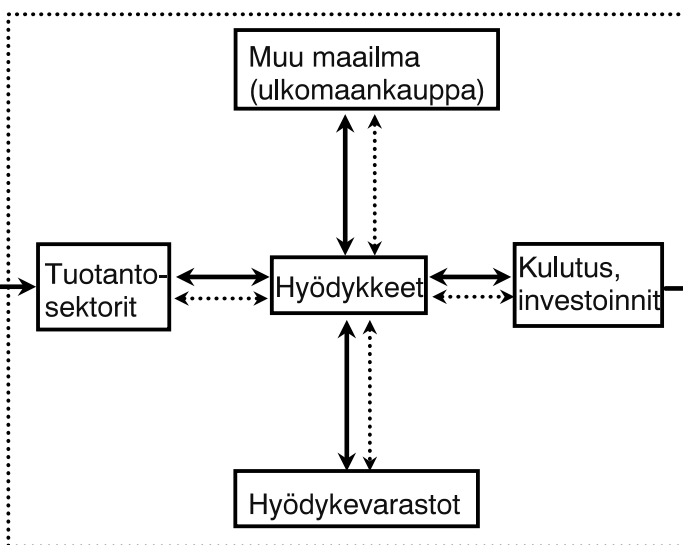 Muu maailma
(ulkomaankauppa)
Tuotanto-
sektorit
Hyödykkeet
Kulutus,
investoinnit
Hyödykevarastot